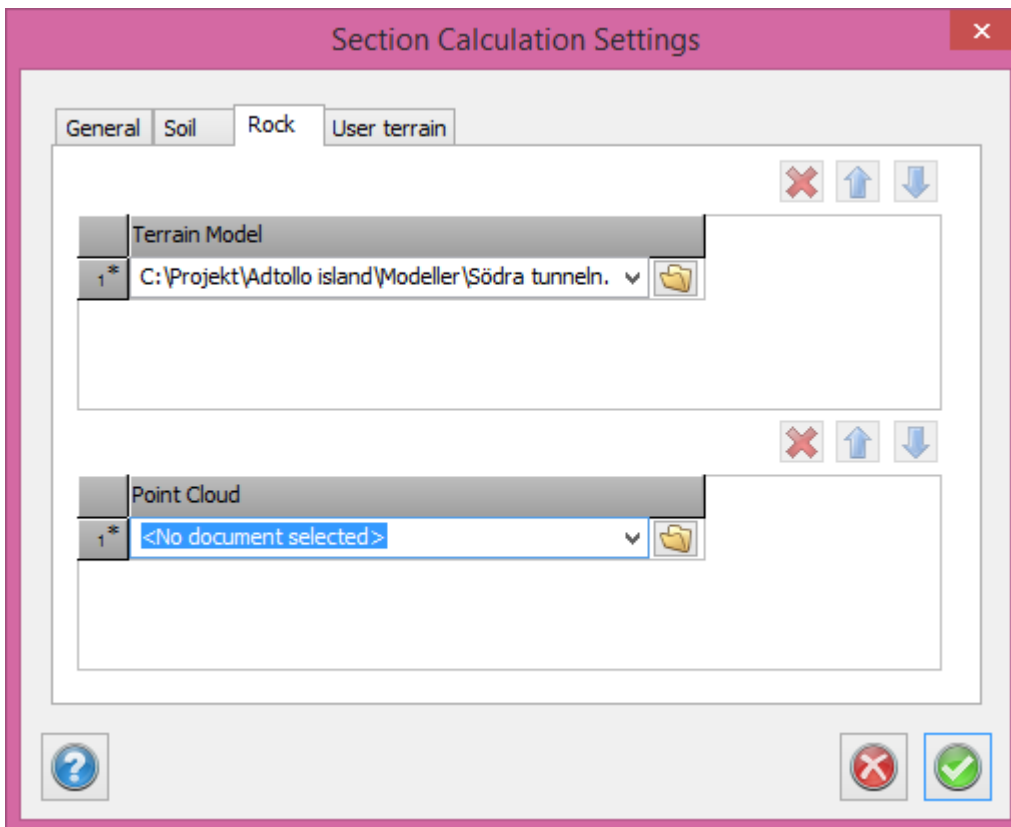 Section Calculation Settings
General Soil Rock User terrain
Terrain Model
1* C:\Projekt\Adtollo island\Modeller\Södra tunneln.
Point Cloud
1* <No document selected>